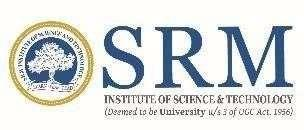 SRM
INSTITUTE OF SCIENCE & TECHNOLOGY
(Deemed to be University u/s 3 of UGC Act, 1956)